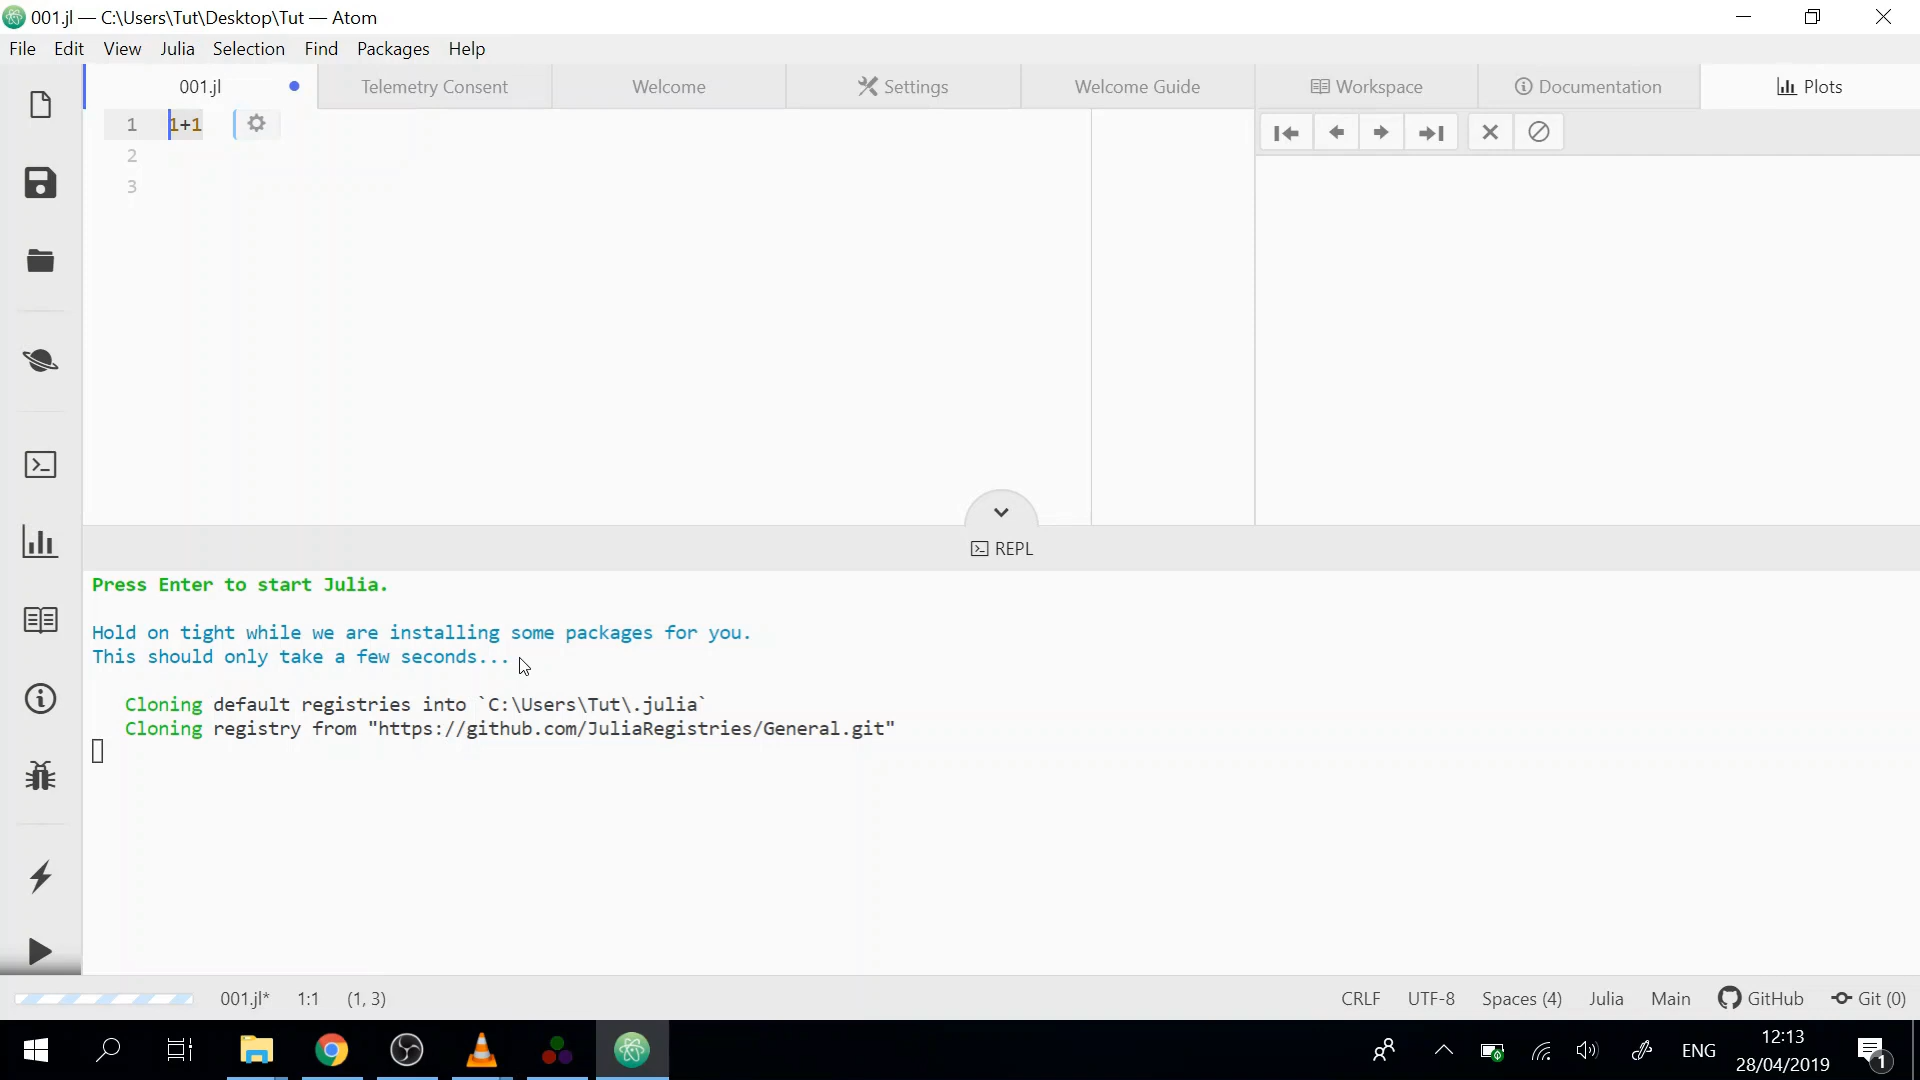 001.jl — C:\Users\Tut\Desktop\Tut — Atom
File Edit View Julia Selection Find Packages Help
001.jl Telemetry Consent Welcome Settings Welcome Guide Workspace Documentation Plots
1 1+1
2
3
REPL
Press Enter to start Julia.
Hold on tight while we are installing some packages for you.
This should only take a few seconds...
Cloning default registries into `C:\Users\Tut\.julia`
Cloning registry from "https://github.com/JuliaRegistries/General.git"
001.jl* 1:1 (1, 3) CRLF UTF-8 Spaces (4) Julia Main GitHub Git (0)
ENG 12:13 1
28/04/2019